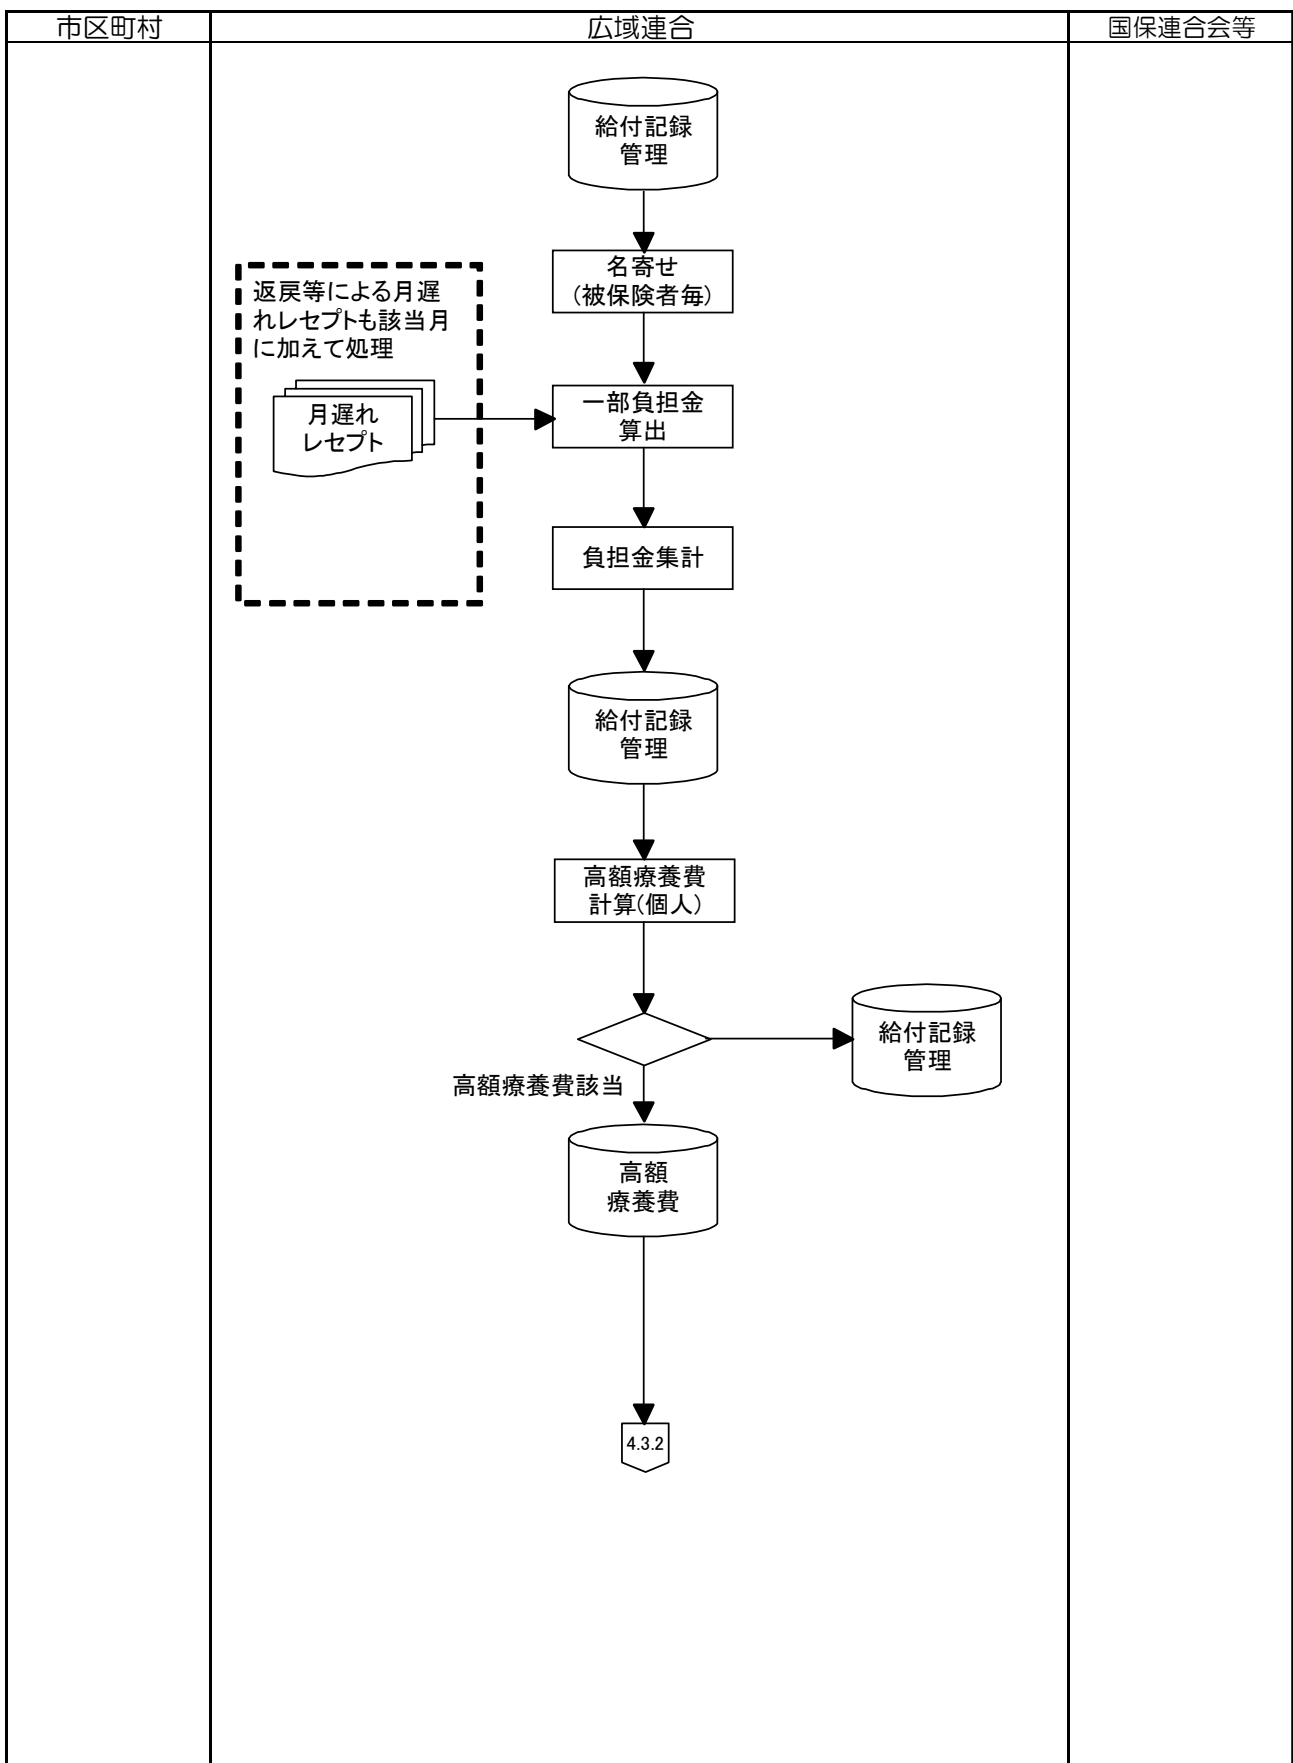 市区町村
広域連合
国保連合会等
給付記録
管理
名寄せ
(被保険者毎)
返戻等による月遅
れレセプトも該当月
に加えて処理
月遅れ
レセプト
一部負担金
算出
負担金集計
給付記録
管理
高額療養費
計算(個人)
給付記録
管理
高額療養費該当
高額
療養費
4.3.2